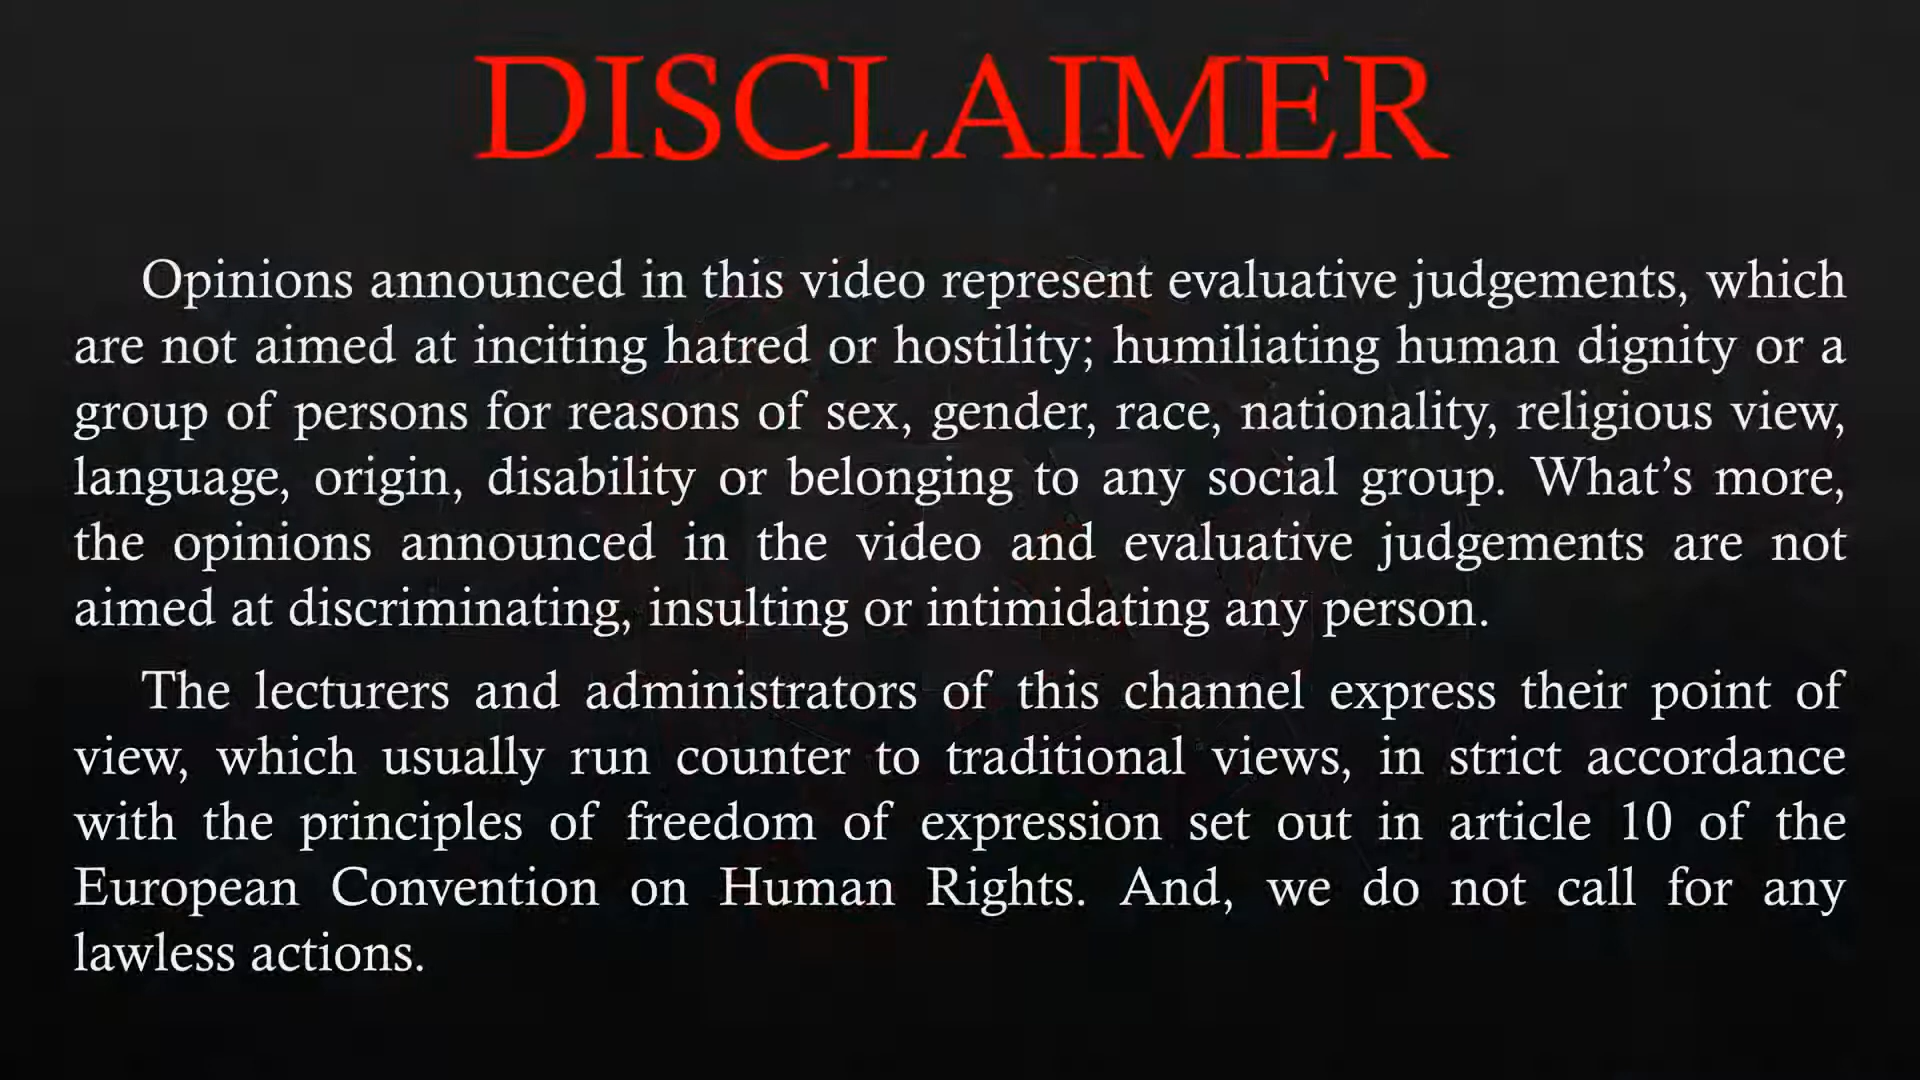 DISCLAIMER
Opinions announced in this video represent evaluative judgements, which
are not aimed at inciting hatred or hostility; humiliating human dignity or a
group of persons for reasons of sex, gender, race, nationality, religious view,
language, origin, disability or belonging to any social group. What’s more,
the opinions announced in the video and evaluative judgements are not
aimed at discriminating, insulting or intimidating any person.
The lecturers and administrators of this channel express their point of
view, which usually run counter to traditional views, in strict accordance
with the principles of freedom of expression set out in article 10 of the
European Convention on Human Rights. And, we do not call for any
lawless actions.